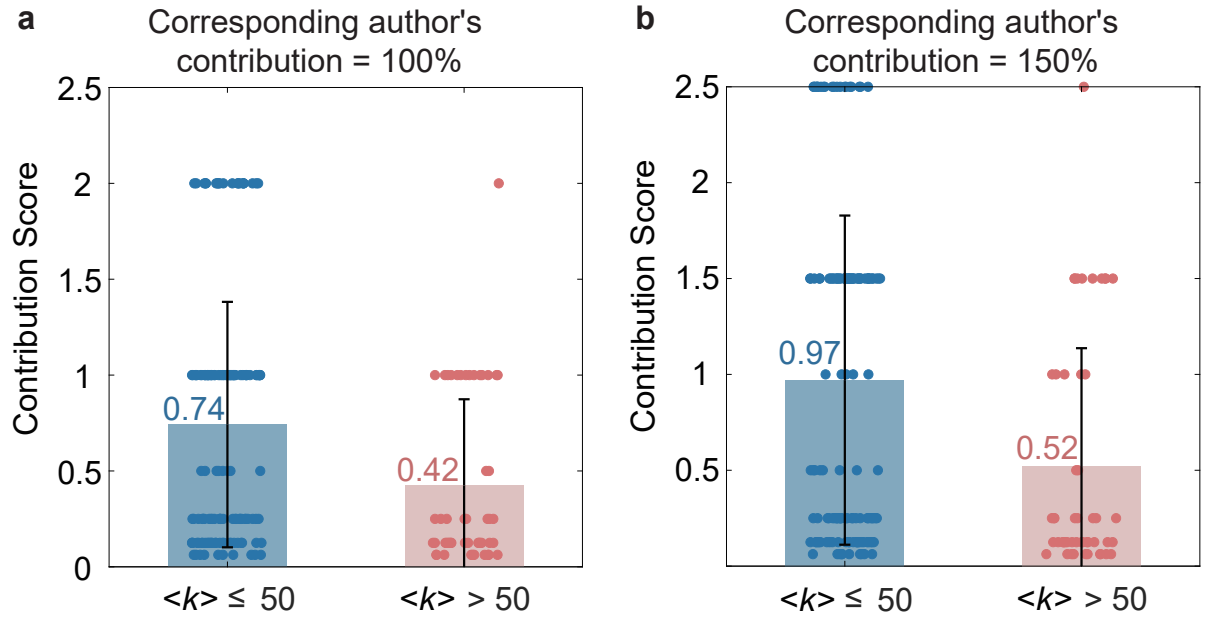 a
Corresponding author's
contribution = 100%
2.5
2
1.5
1
0.5
0
Contribution Score
0.74
0.42
<k> ≤ 50
<k> > 50
b
Corresponding author's
contribution = 150%
2.5
2
1.5
1
0.5
Contribution Score
0.97
0.52
<k> ≤ 50
<k> > 50